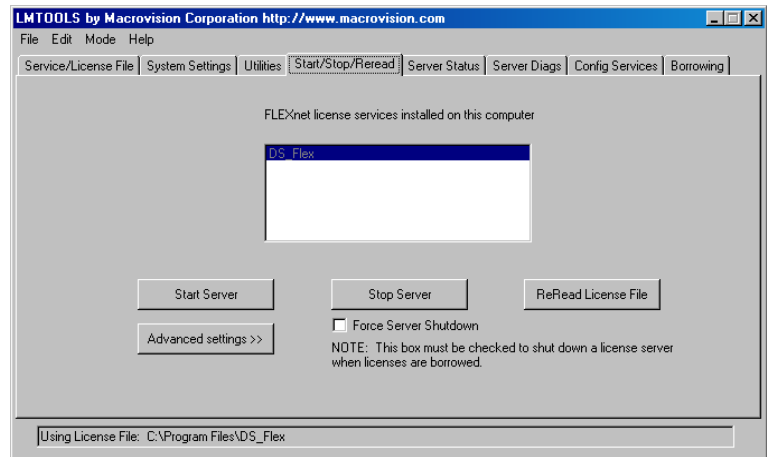 LMTOOLS by Macrovision Corporation http://www.macrovision.com
File Edit Mode Help
Service/License File System Settings Utilities Start/Stop/Reread Server Status Server Diags Config Services Borrowing
FLEXnet license services installed on this computer
DS_Flex
Start Server Stop Server ReRead License File
Force Server Shutdown
Advanced settings >>
NOTE: This box must be checked to shut down a license server
when licenses are borrowed.
Using License File: C:\Program Files\DS_Flex